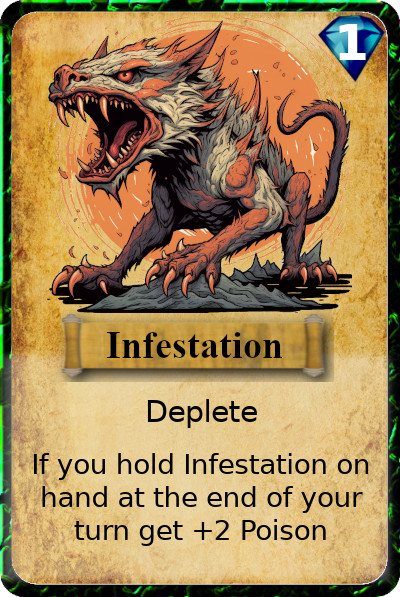 1
Infestation
Deplete
If you hold Infestation on
hand at the end of your
turn get +2 Poison